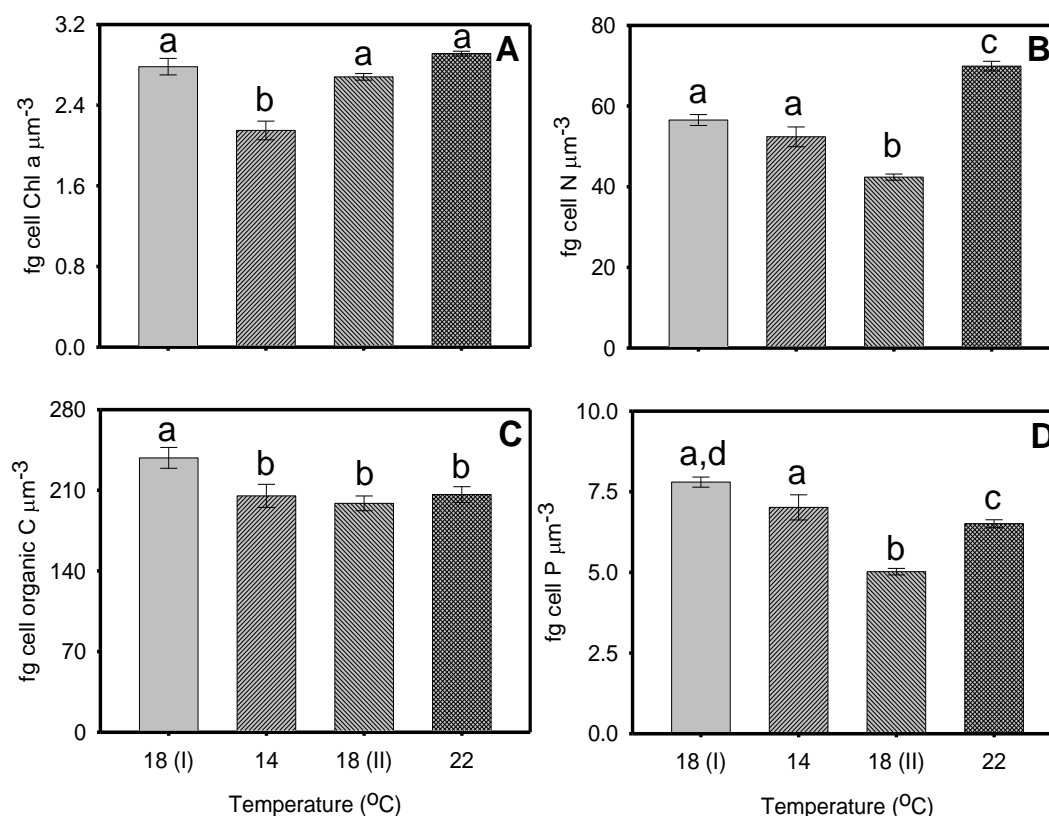 A
fg cell Chl a μm-3
3.2
2.4
1.6
0.8
0.0
a
b
a
a
B
fg cell N μm-3
80
60
40
20
0
a
a
b
c
C
fg cell organic C μm-3
280
210
140
70
0
a
b
b
b
18 (I) 14 18 (II) 22
Temperature (OC)
D
fg cell P μm-3
10.0
7.5
5.0
2.5
0.0
a,d
a
b
c
18 (I) 14 18 (II) 22
Temperature (OC)